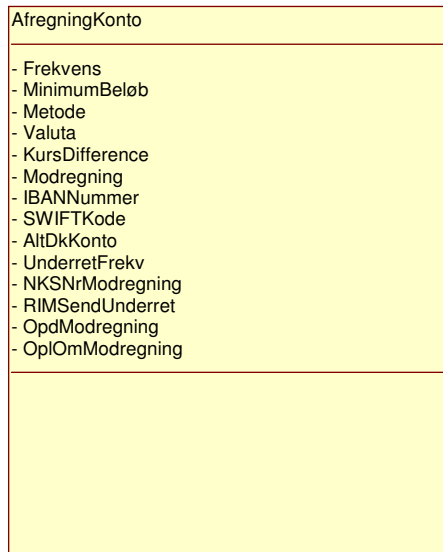 AfregningKonto
- Frekvens
- MinimumBeløb
- Metode
- Valuta
- KursDifference
- Modregning
- IBANNummer
- SWIFTKode
- AltDkKonto
- UnderretFrekv
- NKSNrModregning
- RIMSendUnderret
- OpdModregning
- OplOmModregning